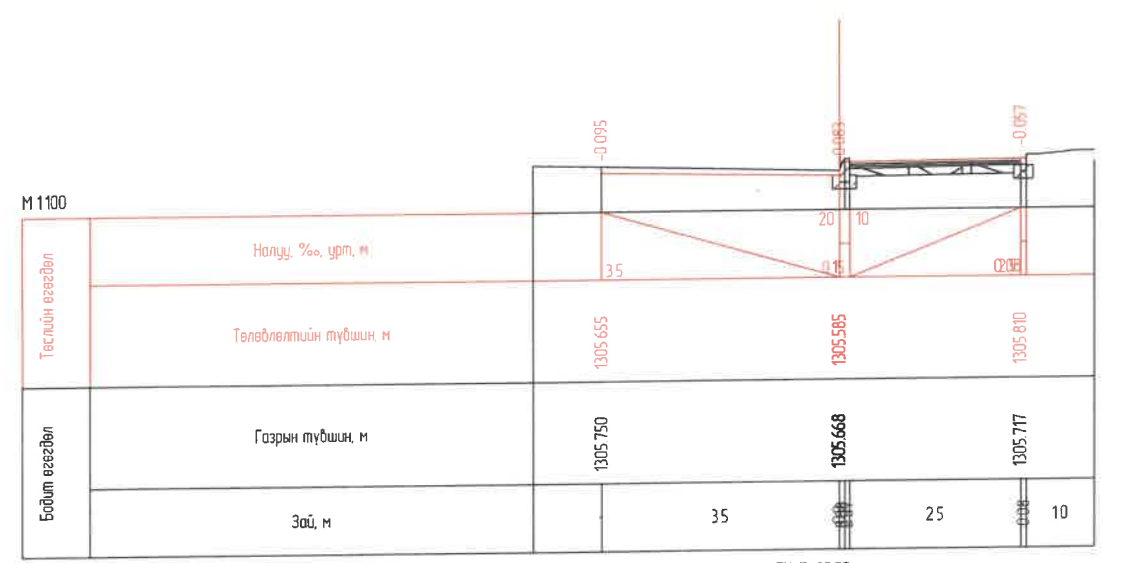 -0.095
-0.083
-0.057
М 1:100
Төслийн өгөгдөл
Налуу, ‰, урт, м
20
10
35
0.15
Төлөвлөлтийн түвшин, м
1305.655
1305.585
1305.810
Бодит өгөгдөл
Газрын түвшин, м
1305.750
1305.668
1305.717
Зай, м
35
25
0.08
10